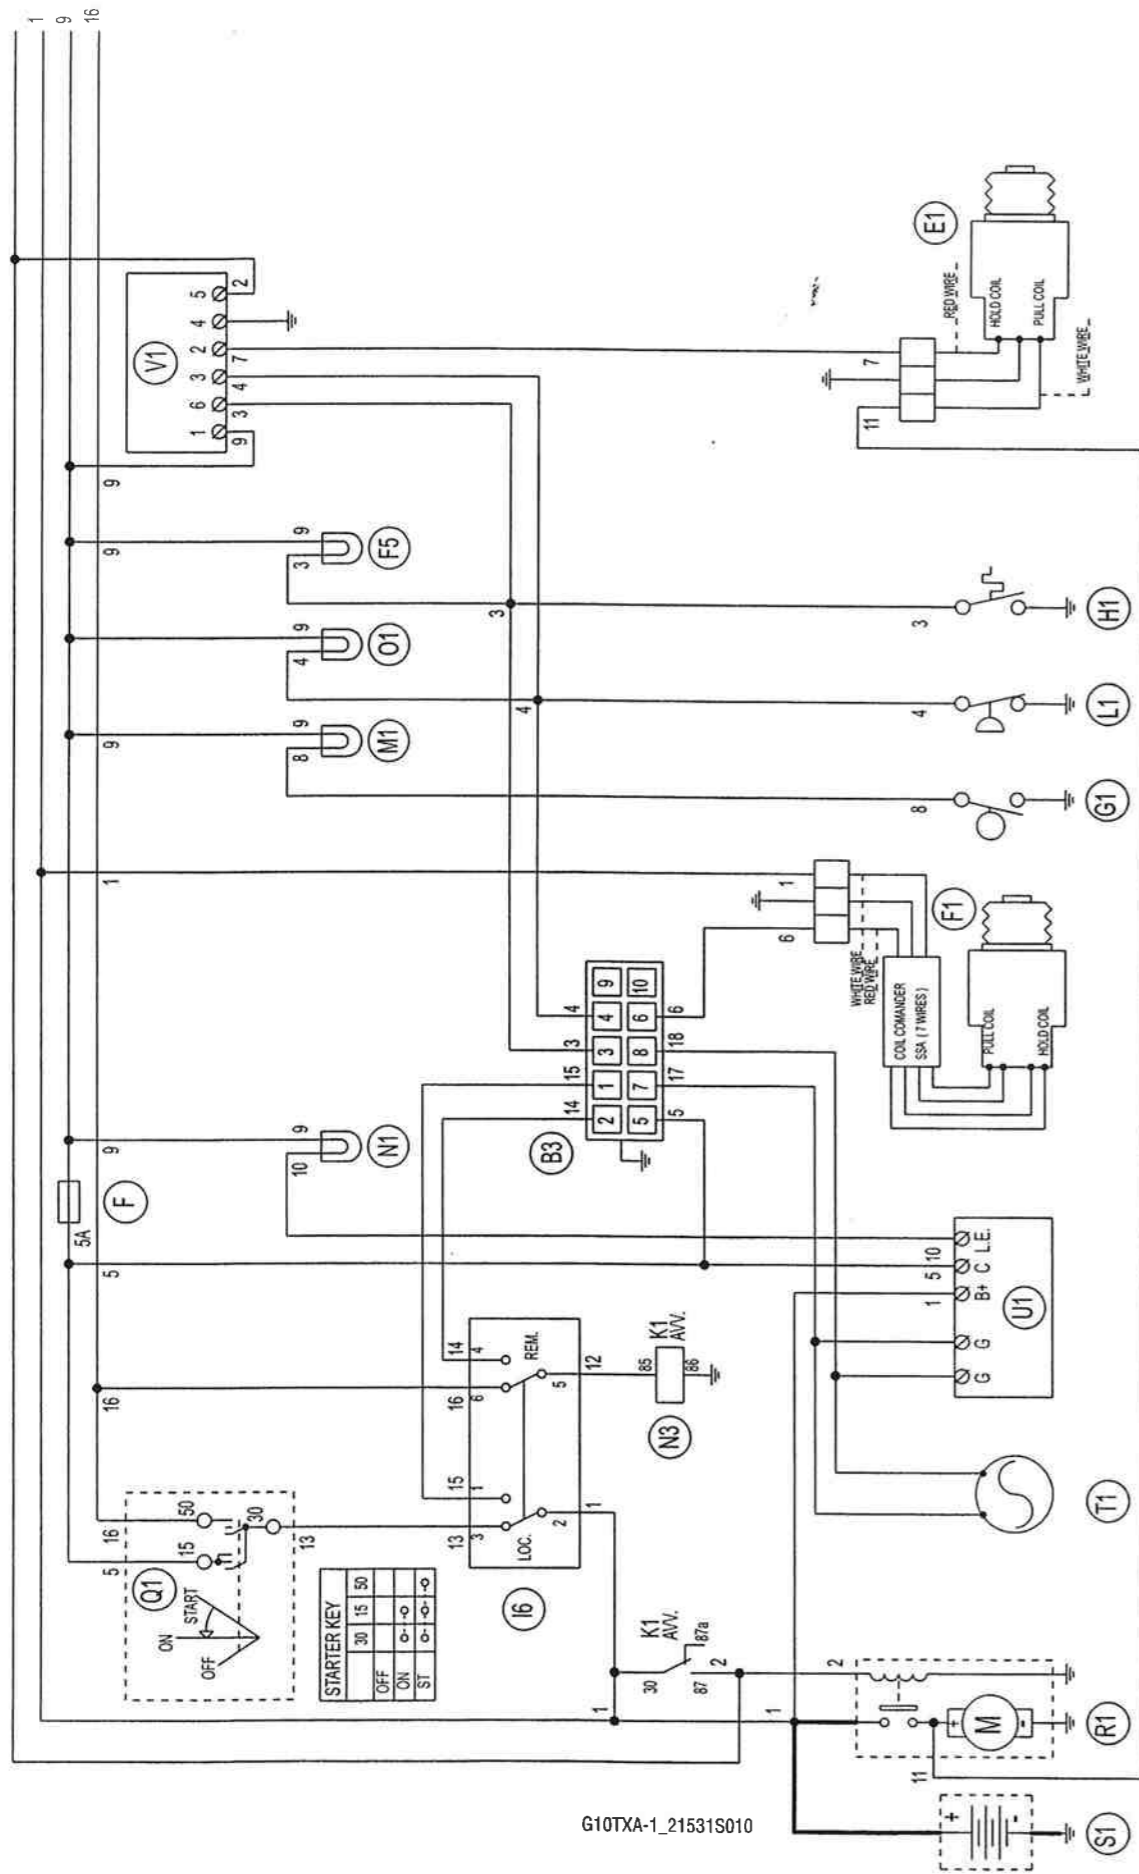 1
9
16
V1
1 6 3 2 4 5
9 3 4 7 2
9
9
9
9
1
9
5
16
16
5
3 9
F5
4 9
O1
8 9
M1
10 9
N1
F
5A
3
4
E1
RED WIRE
HOLD COIL
PULL COIL
WHITE WIRE
7
11
3
H1
4
L1
8
G1
F1
1
6
WHITE WIRE
RED WIRE
COIL COMANDER
SSA ( 7 WIRES )
PULL COIL
HOLD COIL
B3
14 15 3 4
2 1 3 4 9
5 7 8 6 10
5 17 18 6
Q1
OFF
ON
START
15
50
30
13
STARTER KEY
30 15 50
OFF
ON
ST
I6
LOC.
REM.
13
3
15
1
16
6
14
4
2
5
1
12
N3
K1
AVV.
85
86
K1
AVV.
87a
30
87
2
1
1
2
U1
G G B+ C L.E.
1 5 10
T1
R1
M
+
-
11
S1
+
-
G10TXA-1_21531S010